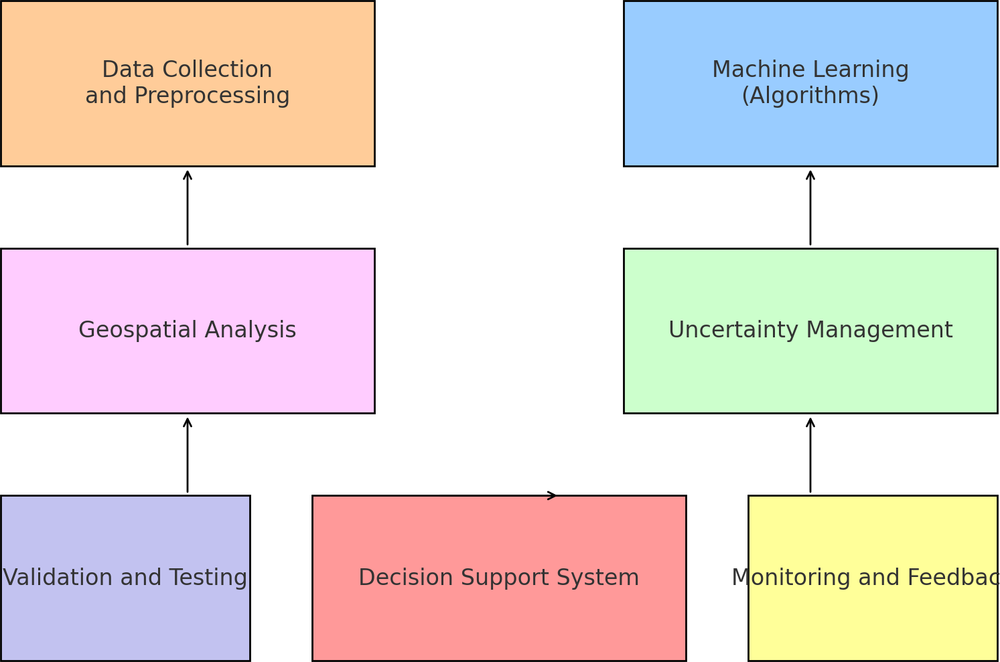 Data Collection
and Preprocessing
Machine Learning
(Algorithms)
Geospatial Analysis
Uncertainty Management
Validation and Testing
Decision Support System
Monitoring and Feedbac